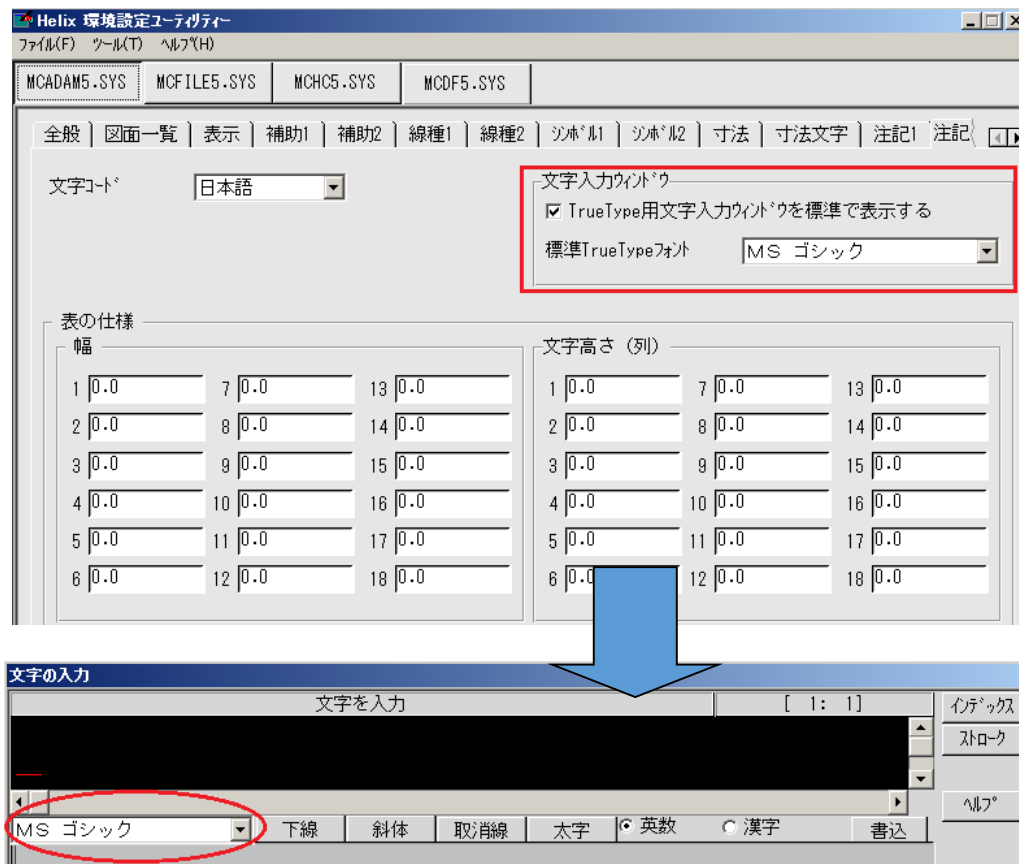 Helix 環境設定ユーティリティー
ファイル(F) ツール(T) ヘルプ(H)
MCADAM5.SYS MCFILE5.SYS MCHC5.SYS MCDF5.SYS
全般 図面一覧 表示 補助1 補助2 線種1 線種2 シンボル1 シンボル2 寸法 寸法文字 注記1 注記
文字コード 日本語
文字入力ウィンドウ
TrueType用文字入力ウィンドウを標準で表示する
標準TrueTypeフォント MS ゴシック
表の仕様
幅 文字高さ (列)
1 0.0 7 0.0 13 0.0 1 0.0 7 0.0 13 0.0
2 0.0 8 0.0 14 0.0 2 0.0 8 0.0 14 0.0
3 0.0 9 0.0 15 0.0 3 0.0 9 0.0 15 0.0
4 0.0 10 0.0 16 0.0 4 0.0 10 0.0 16 0.0
5 0.0 11 0.0 17 0.0 5 0.0 11 0.0 17 0.0
6 0.0 12 0.0 18 0.0 6 0.0 12 0.0 18 0.0
文字の入力
文字を入力 [ 1: 1] インデックス
ストローク
ヘルプ
MS ゴシック 下線 斜体 取消線 太字 英数 漢字 書込